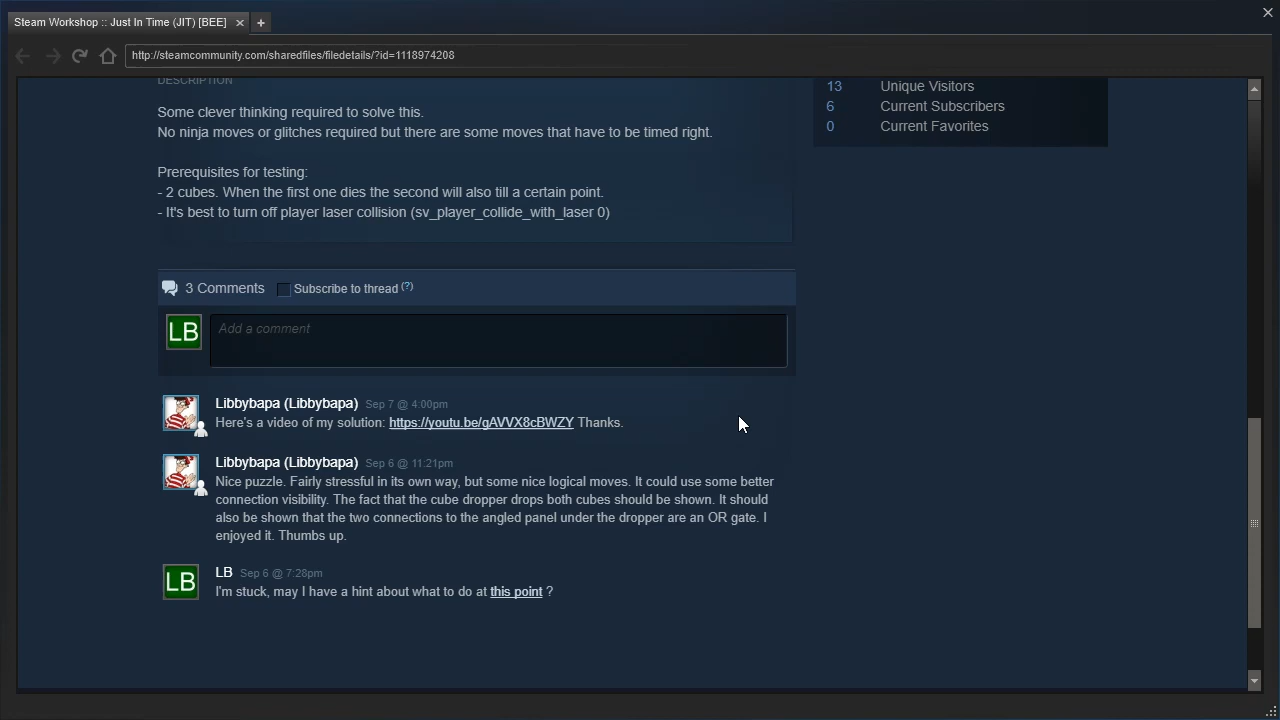 Steam Workshop :: Just In Time (JIT) [BEE]
http://steamcommunity.com/sharedfiles/filedetails/?id=1118974208
DESCRIPTION
Some clever thinking required to solve this.
No ninja moves or glitches required but there are some moves that have to be timed right.
Prerequisites for testing:
- 2 cubes. When the first one dies the second will also till a certain point.
- It's best to turn off player laser collision (sv_player_collide_with_laser 0)
13 Unique Visitors
6 Current Subscribers
0 Current Favorites
3 Comments Subscribe to thread (?)
LB Add a comment
Libbybapa (Libbybapa) Sep 7 @ 4:00pm
Here's a video of my solution: https://youtu.be/gAVVX8cBWZY Thanks.
Libbybapa (Libbybapa) Sep 6 @ 11:21pm
Nice puzzle. Fairly stressful in its own way, but some nice logical moves. It could use some better
connection visibility. The fact that the cube dropper drops both cubes should be shown. It should
also be shown that the two connections to the angled panel under the dropper are an OR gate. I
enjoyed it. Thumbs up.
LB LB Sep 6 @ 7:28pm
I'm stuck, may I have a hint about what to do at this point ?